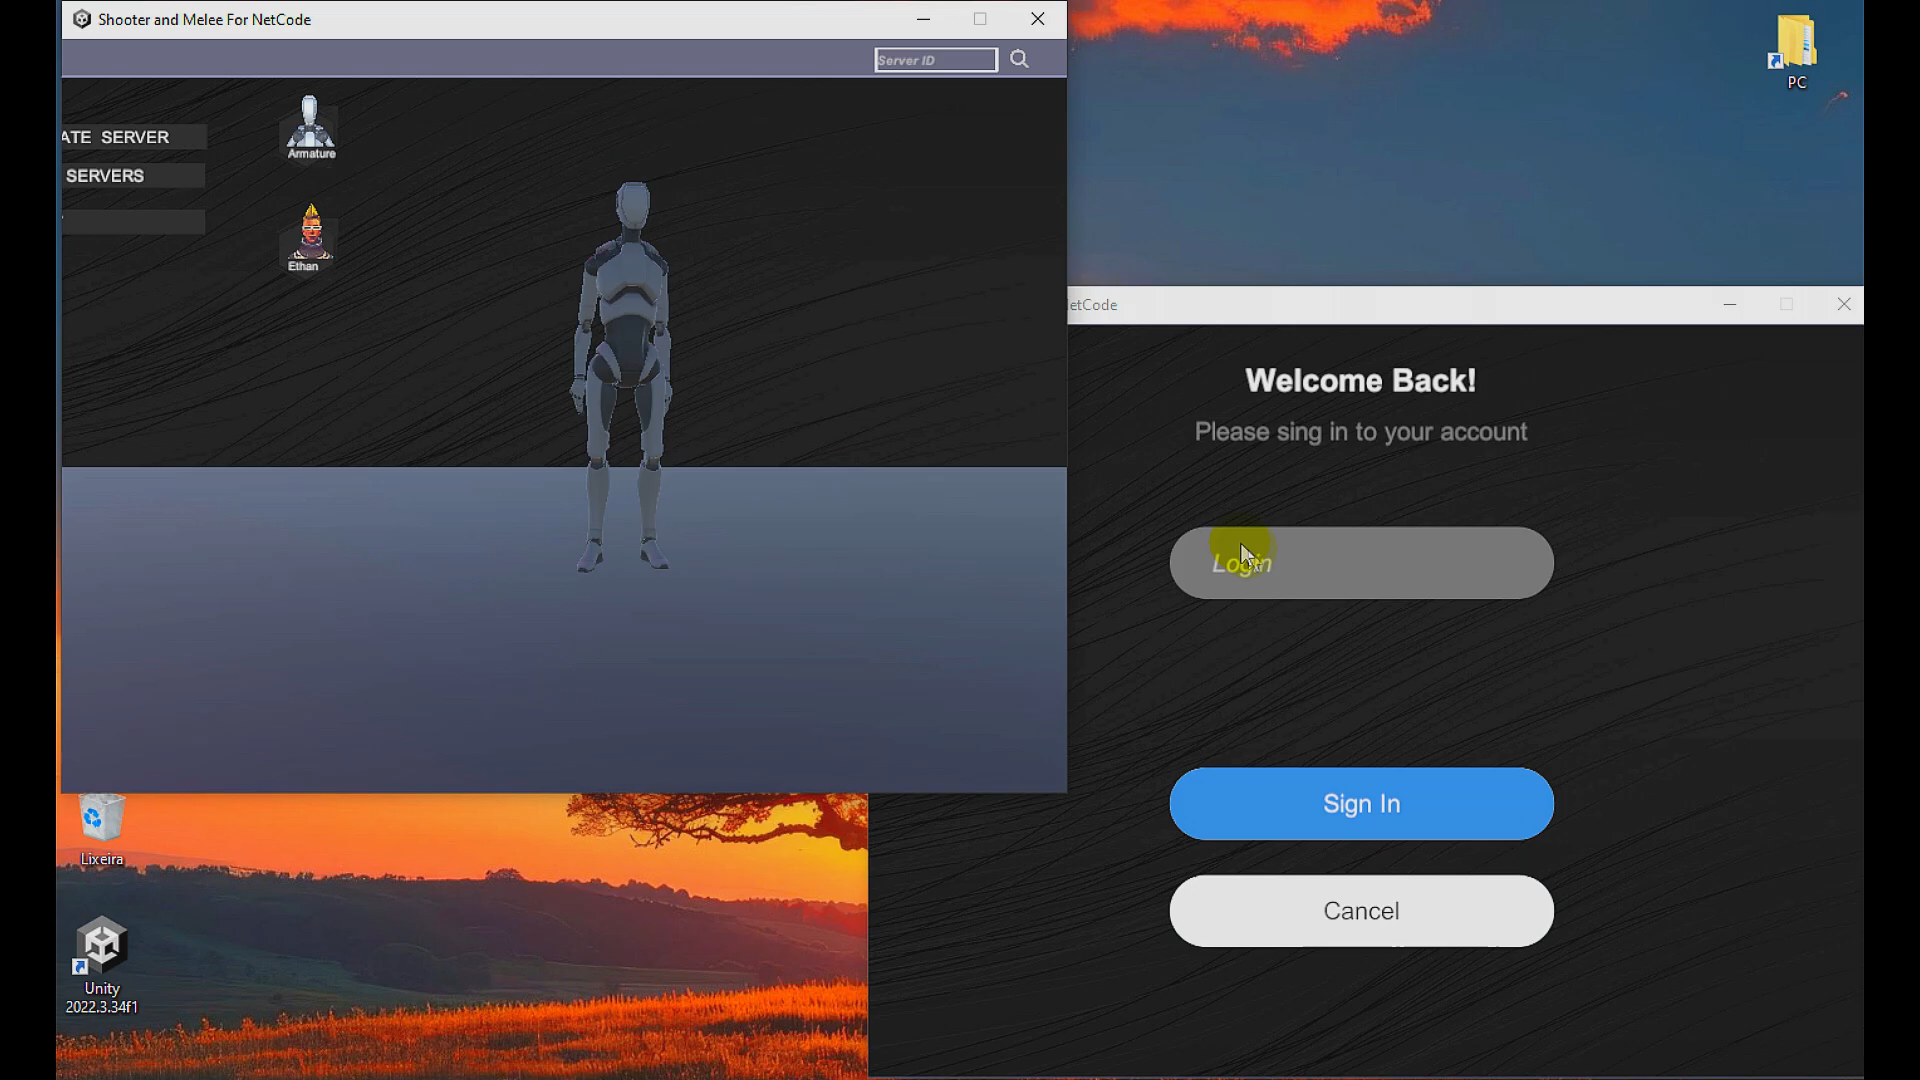 Shooter and Melee For NetCode
Server ID
ATE SERVER
SERVERS
Armature
Ethan
PC
etCode
Welcome Back!
Please sing in to your account
Login
Sign In
Cancel
Lixeira
Unity
2022.3.34f1